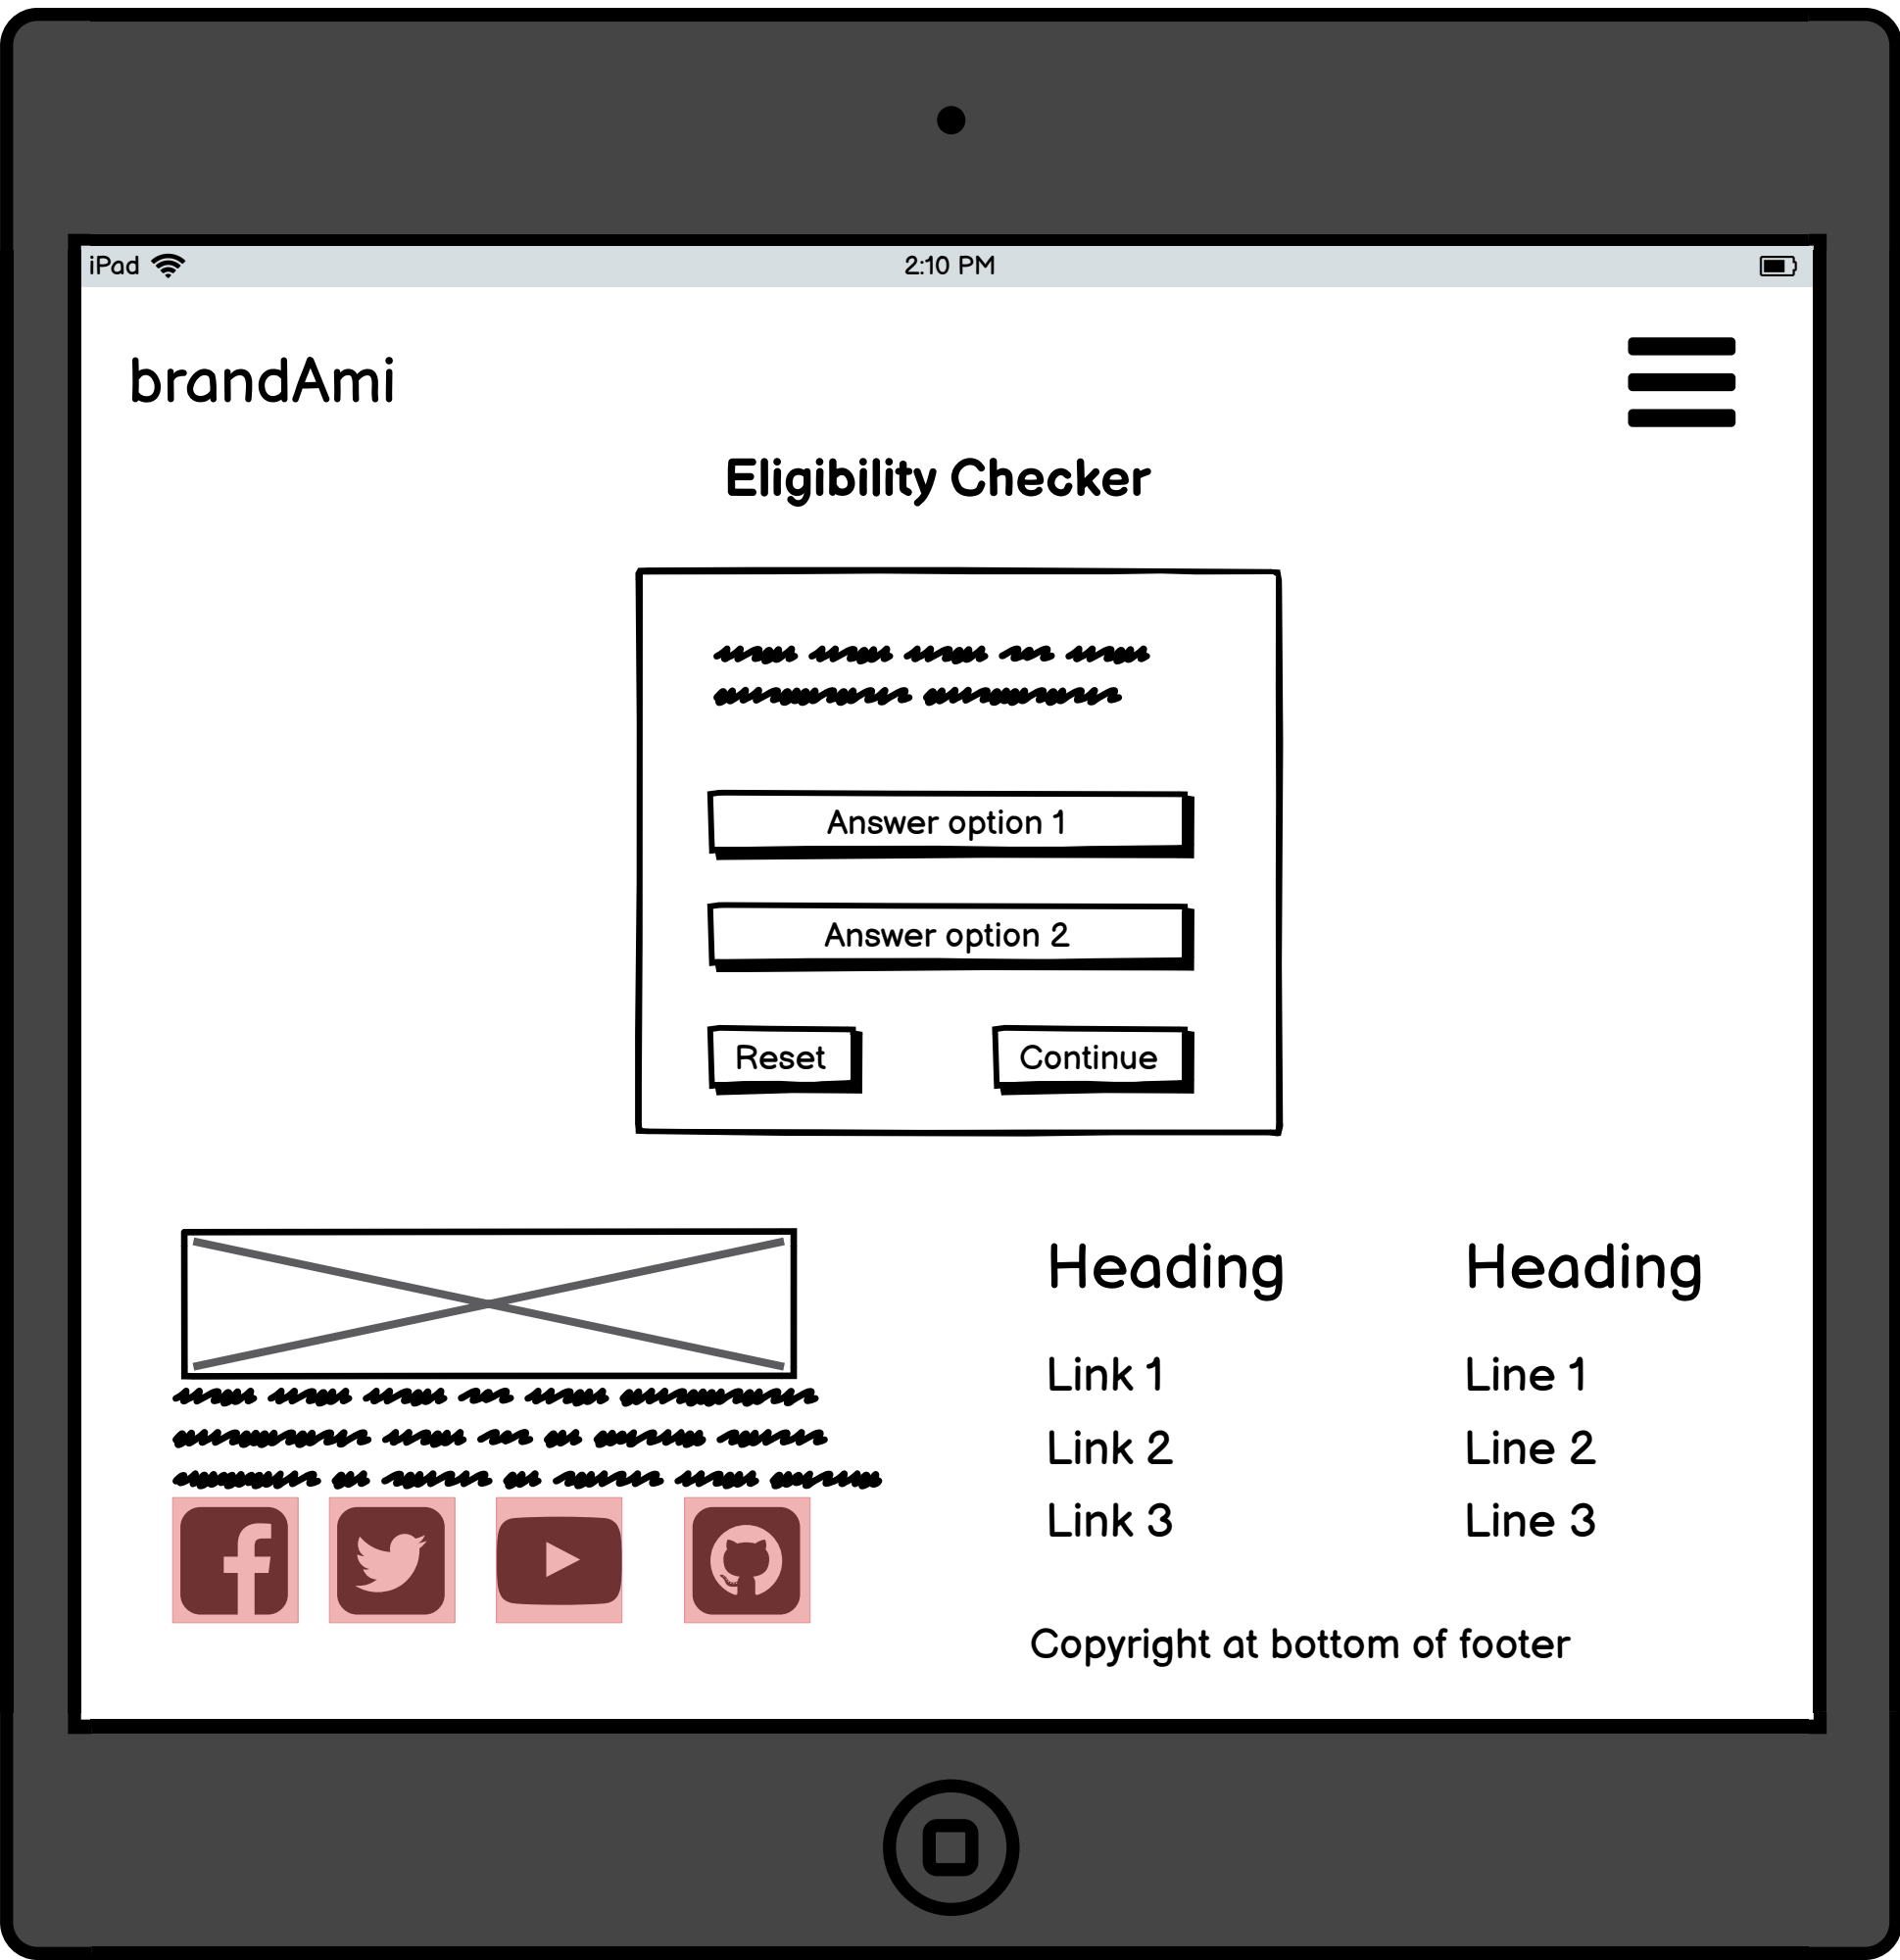 iPad 2:10 PM
brandAmi
Eligibility Checker
Answer option 1
Answer option 2
Reset Continue
Heading Heading
Link 1 Line 1
Link 2 Line 2
Link 3 Line 3
Copyright at bottom of footer